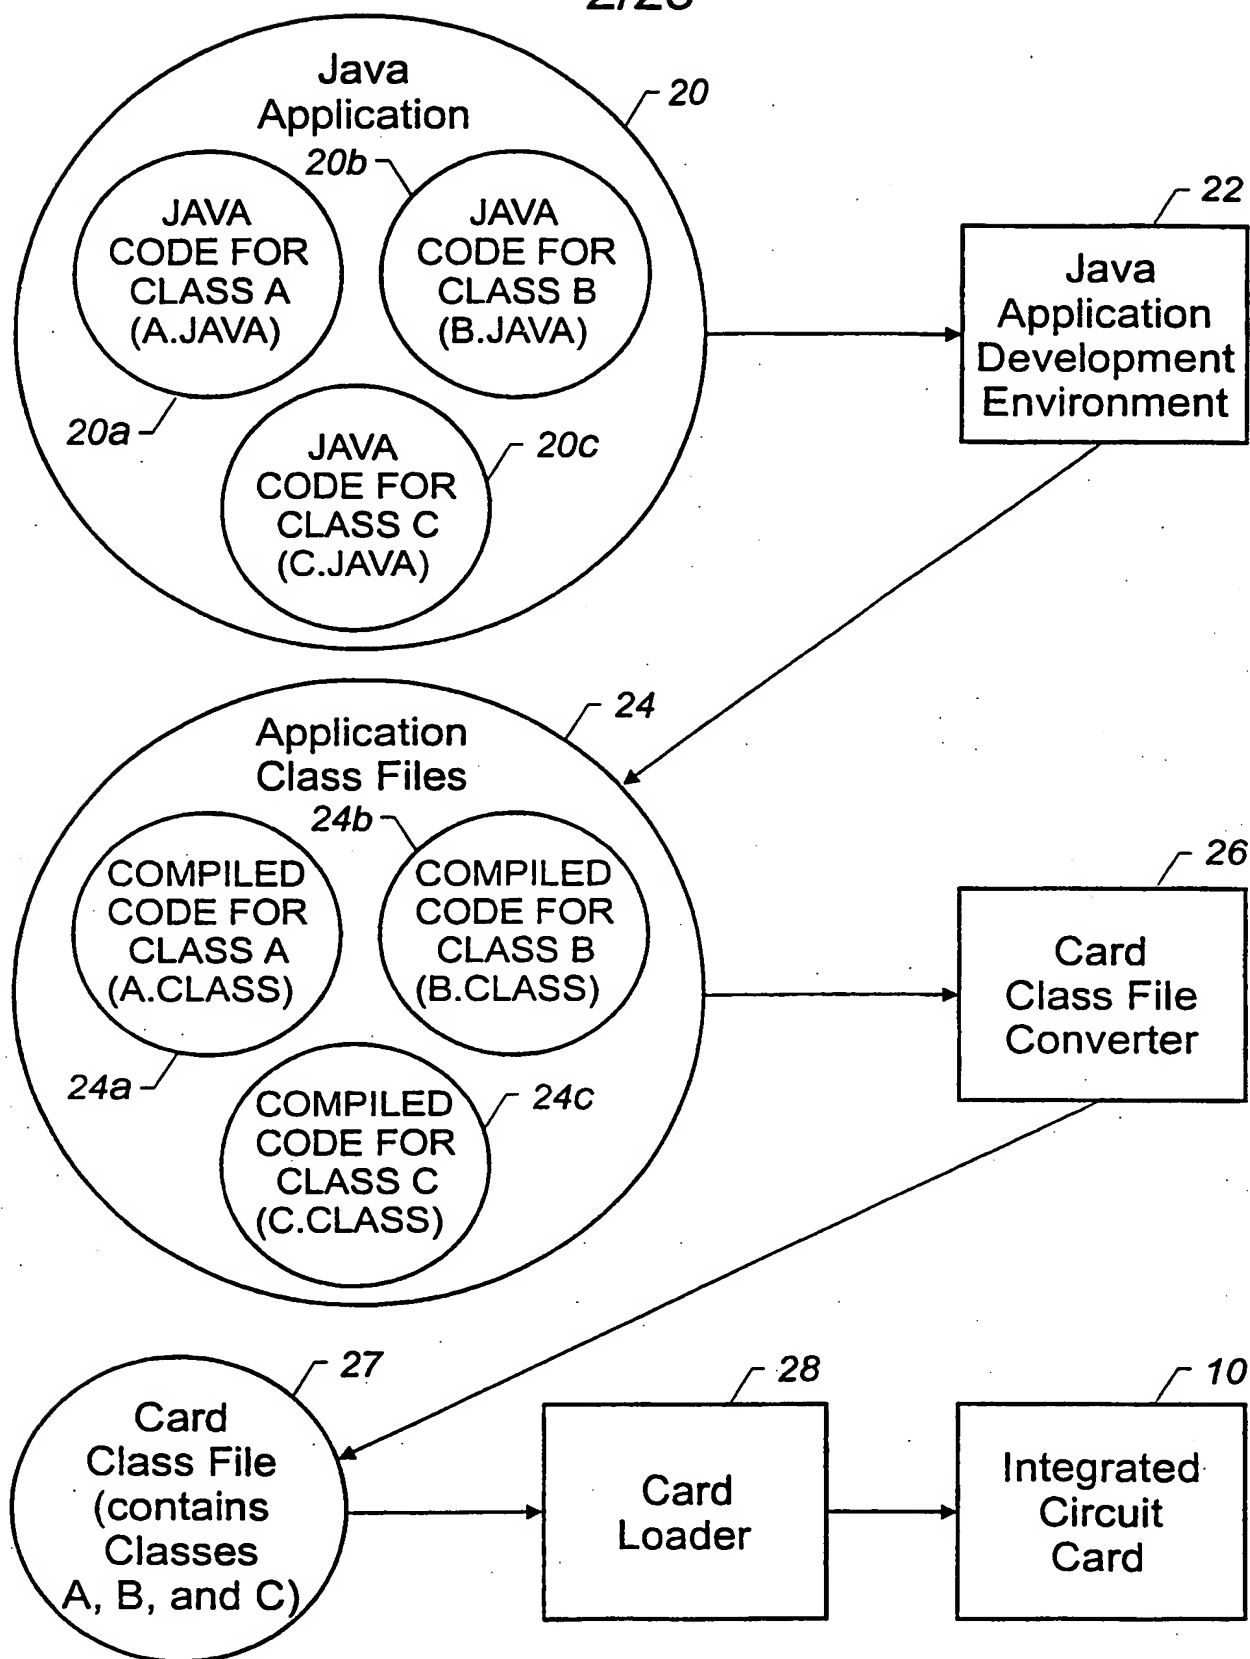 Java
Application
20
20b
JAVA
CODE FOR
CLASS A
(A.JAVA)
JAVA
CODE FOR
CLASS B
(B.JAVA)
20a
JAVA
CODE FOR
CLASS C
(C.JAVA)
20c
22
Java
Application
Development
Environment
Application
Class Files
24
24b
COMPILED
CODE FOR
CLASS A
(A.CLASS)
COMPILED
CODE FOR
CLASS B
(B.CLASS)
24a
COMPILED
CODE FOR
CLASS C
(C.CLASS)
24c
26
Card
Class File
Converter
27
Card
Class File
(contains
Classes
A, B, and C)
28
Card
Loader
10
Integrated
Circuit
Card